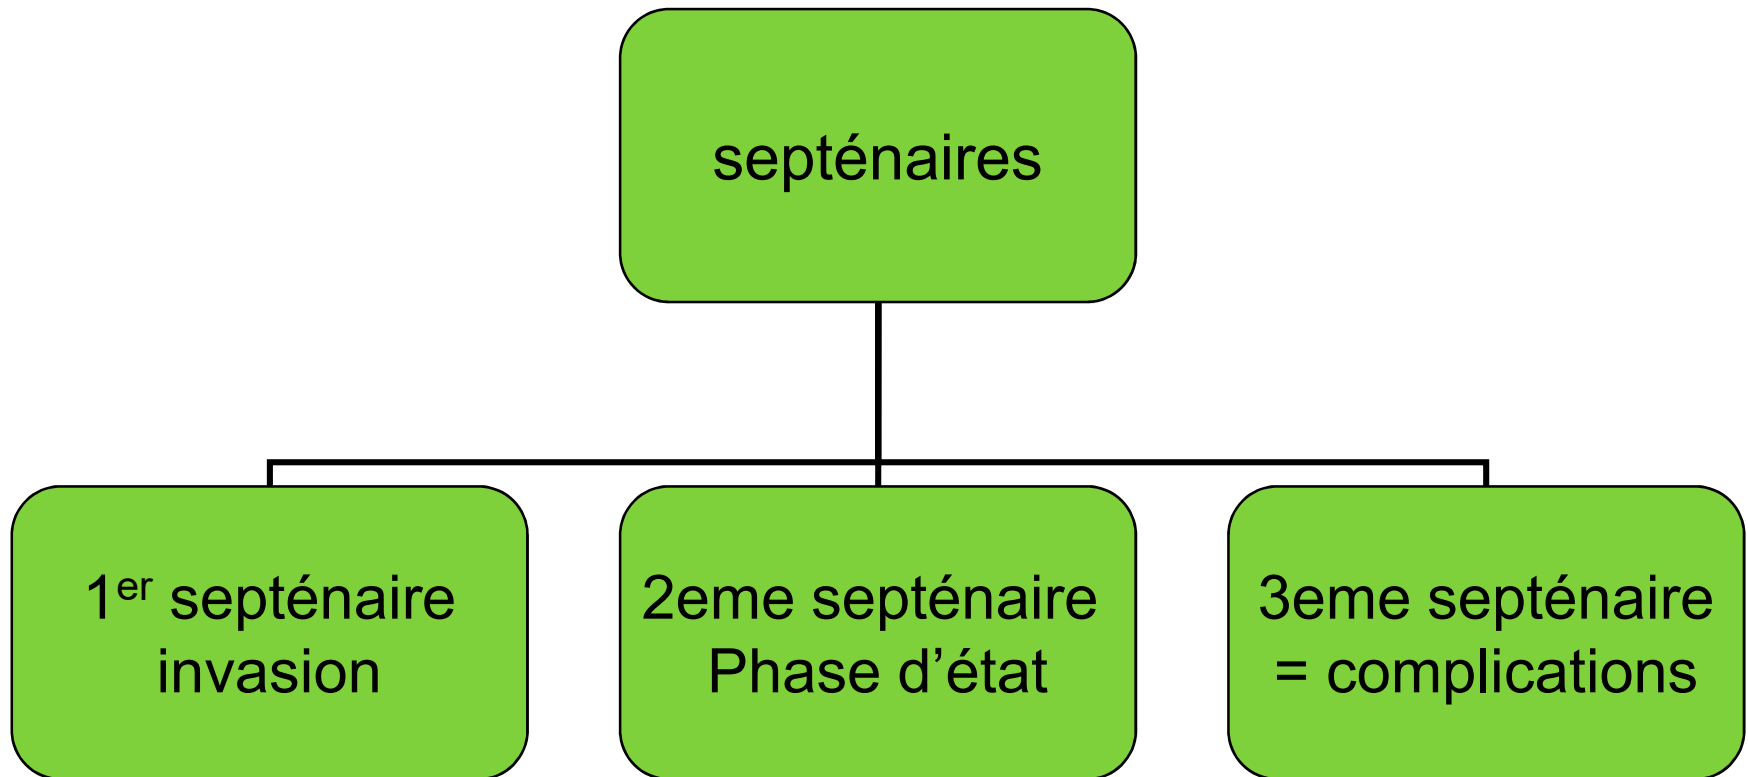 septénaires
1er septénaire
invasion
2eme septénaire
Phase d’état
3eme septénaire
= complications